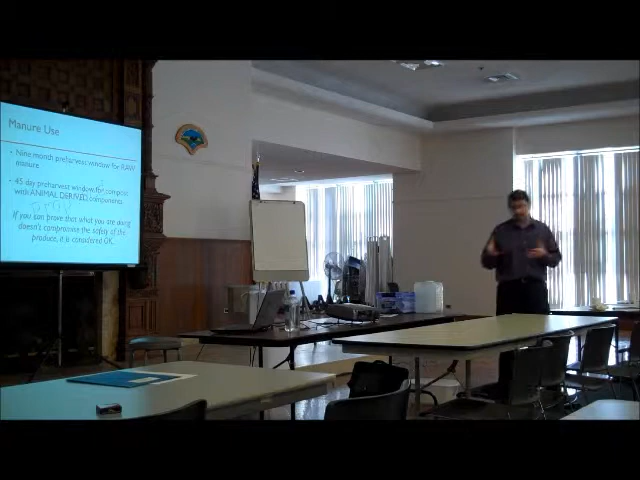 Manure Use
• Nine month preharvest window for RAW
manure.
• 45 day preharvest window for compost
with ANIMAL DERIVED components.
If you can prove that what you are doing
doesn't compromise the safety of the
produce, it is considered OK.